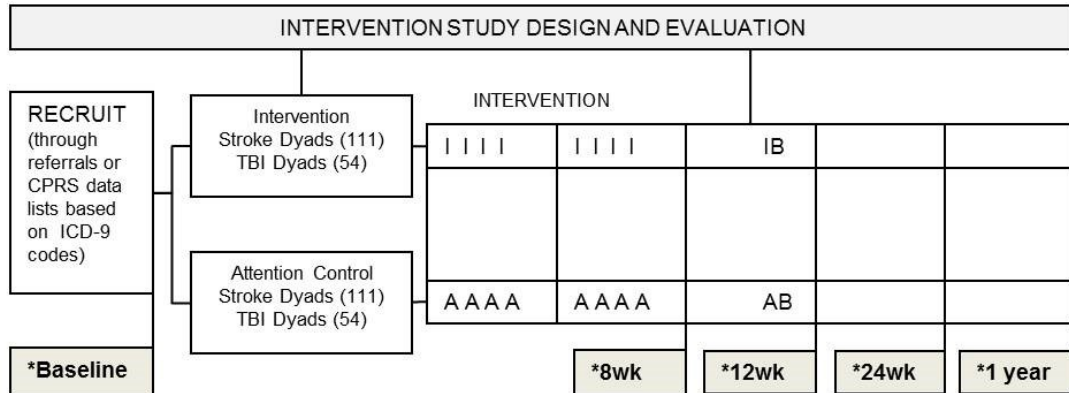 INTERVENTION STUDY DESIGN AND EVALUATION
RECRUIT
(through
referrals or
CPRS data
lists based
on ICD-9
codes)
Intervention
Stroke Dyads (111)
TBI Dyads (54)
INTERVENTION
I I I I
I I I I
IB
Attention Control
Stroke Dyads (111)
TBI Dyads (54)
A A A A
A A A A
AB
*Baseline
*8wk
*12wk
*24wk
*1 year